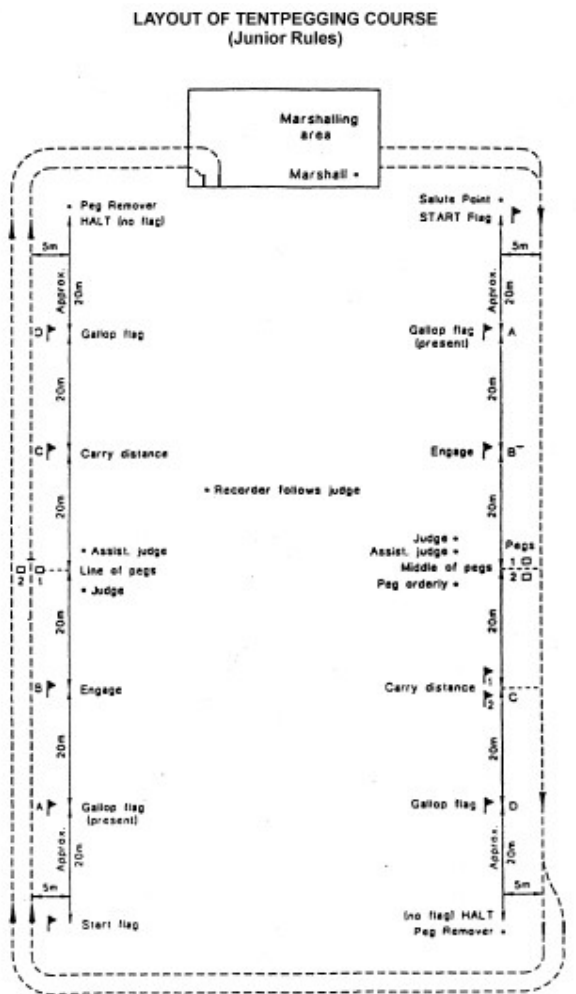 LAYOUT OF TENTPEGGING COURSE
(Junior Rules)
Marshalling
area
Marshall
Peg Remover
HALT (no flag)
Salute Point
START Flag
5m
5m
Approx.
20m
Approx.
20m
D
Gallop flag
Gallop flag
(present)
A
20m
20m
C
Carry distance
Engage
B
20m
20m
Recorder follows judge
Assist. judge
Line of pegs
Judge
2
1
Judge
Assist. judge
Middle of pegs
Peg orderly
Pegs
1
2
20m
20m
B
Engage
Carry distance
1
2
C
20m
20m
A
Gallop flag
(present)
Gallop flag
D
Approx.
20m
Approx.
20m
5m
5m
Start flag
(no flag) HALT
Peg Remover